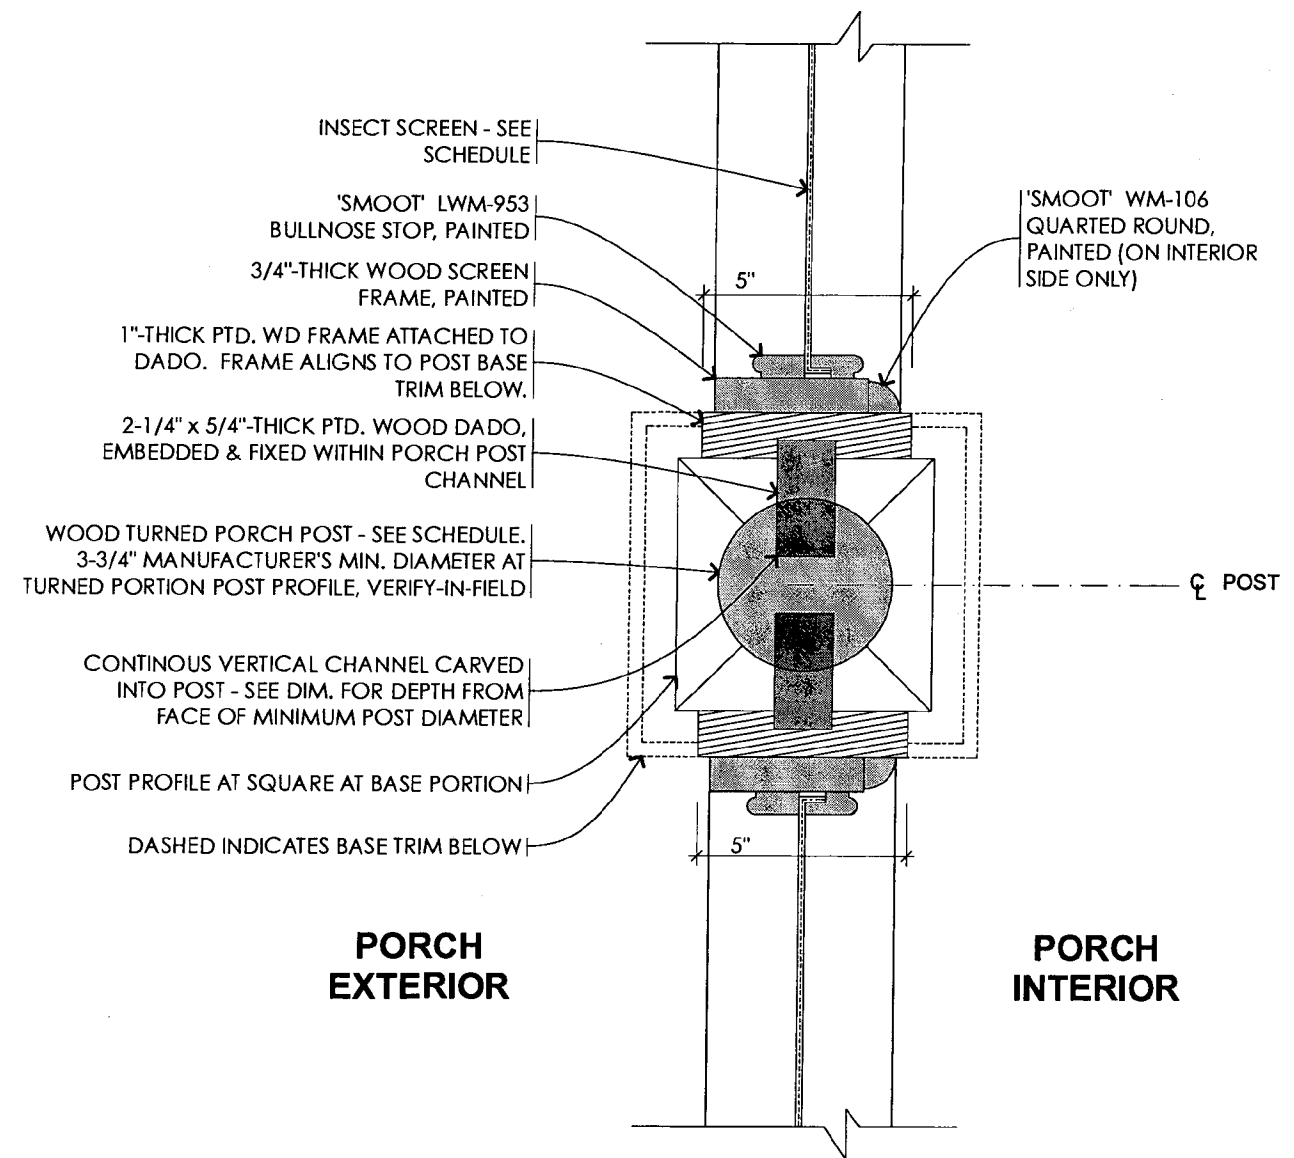 INSECT SCREEN - SEE
SCHEDULE
'SMOOT' LWM-953
BULLNOSE STOP, PAINTED
3/4"-THICK WOOD SCREEN
FRAME, PAINTED
1"-THICK PTD. WD FRAME ATTACHED TO
DADO. FRAME ALIGNS TO POST BASE
TRIM BELOW.
2-1/4" x 5/4"-THICK PTD. WOOD DADO,
EMBEDDED & FIXED WITHIN PORCH POST
CHANNEL
WOOD TURNED PORCH POST - SEE SCHEDULE.
3-3/4" MANUFACTURER'S MIN. DIAMETER AT
TURNED PORTION POST PROFILE, VERIFY-IN-FIELD
CONTINOUS VERTICAL CHANNEL CARVED
INTO POST - SEE DIM. FOR DEPTH FROM
FACE OF MINIMUM POST DIAMETER
POST PROFILE AT SQUARE AT BASE PORTION
DASHED INDICATES BASE TRIM BELOW
'SMOOT' WM-106
QUARTED ROUND,
PAINTED (ON INTERIOR
SIDE ONLY)
5"
℄ POST
5"
PORCH
EXTERIOR
PORCH
INTERIOR